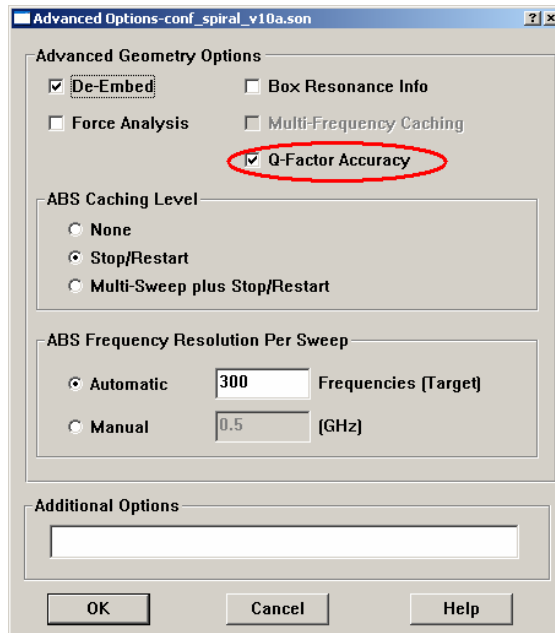 Advanced Options-conf_spiral_v10a.son
Advanced Geometry Options
De-Embed Box Resonance Info
Force Analysis Multi-Frequency Caching
Q-Factor Accuracy
ABS Caching Level
None
Stop/Restart
Multi-Sweep plus Stop/Restart
ABS Frequency Resolution Per Sweep
Automatic 300 Frequencies (Target)
Manual 0.5 (GHz)
Additional Options
OK Cancel Help